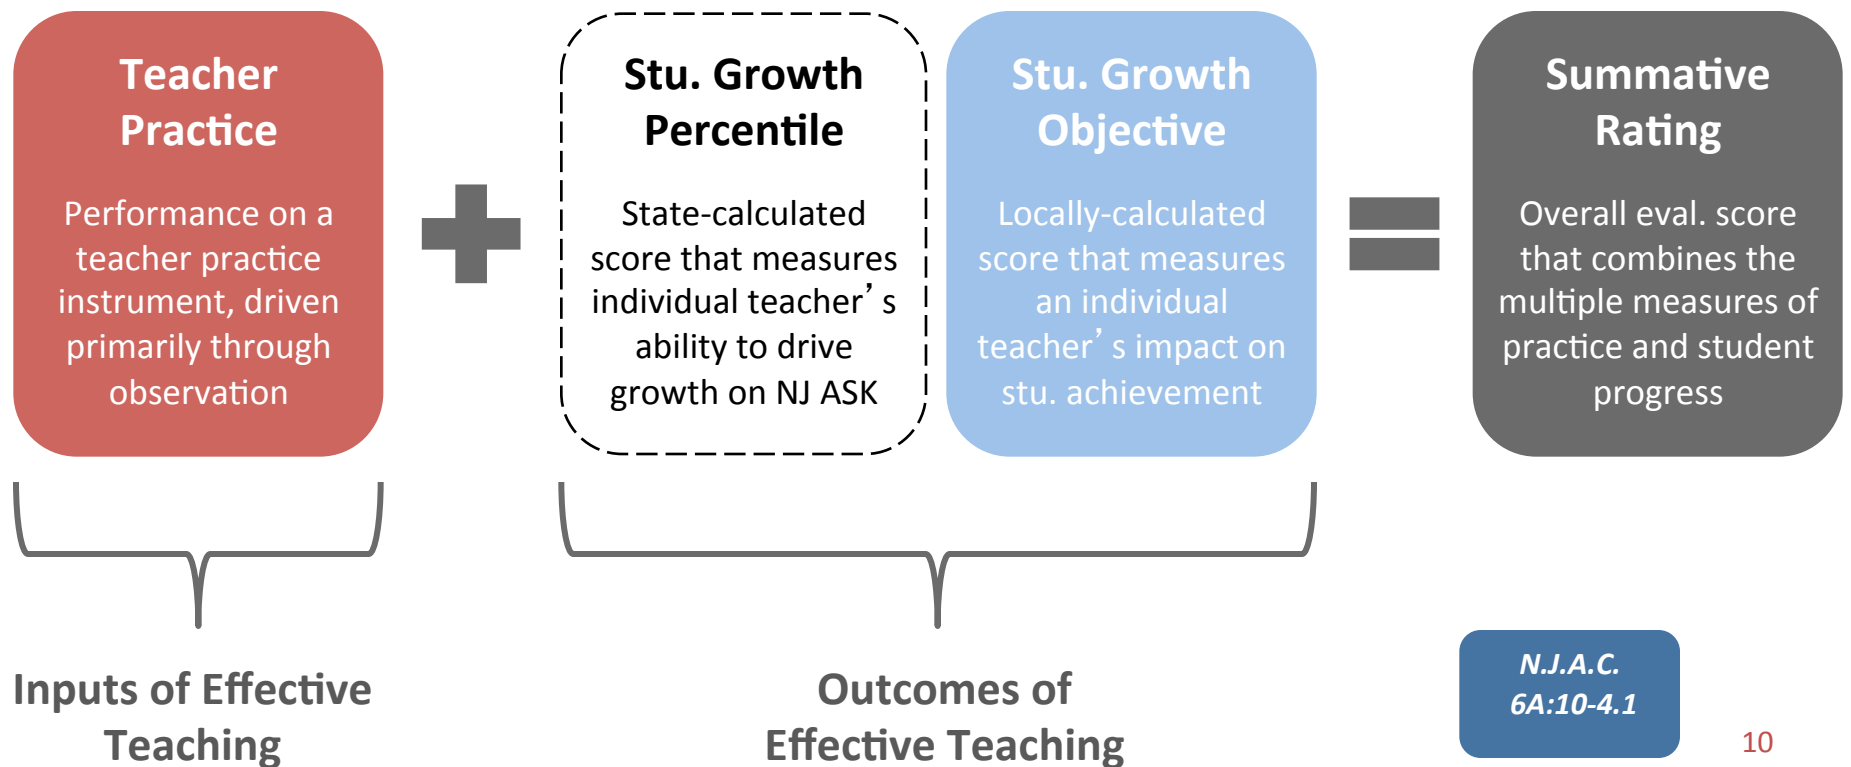 Teacher
Practice
Performance on a
teacher practice
instrument, driven
primarily through
observation
Stu. Growth
Percentile
State-calculated
score that measures
individual teacher’s
ability to drive
growth on NJ ASK
Stu. Growth
Objective
Locally-calculated
score that measures
an individual
teacher’s impact on
stu. achievement
Summative
Rating
Overall eval. score
that combines the
multiple measures of
practice and student
progress
Inputs of Effective
Teaching
Outcomes of
Effective Teaching
N.J.A.C.
6A:10-4.1
10